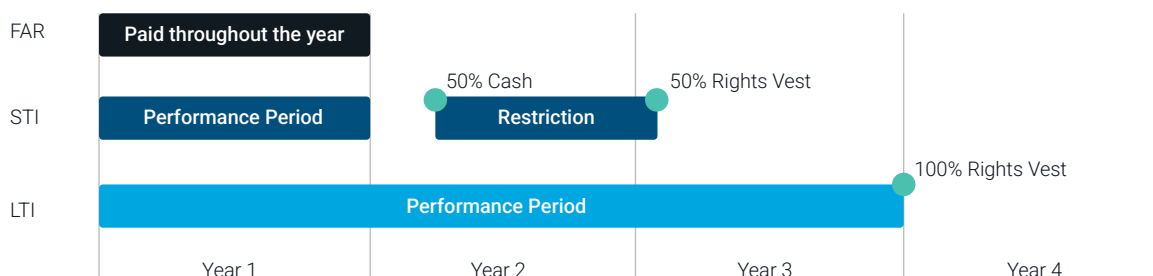 FAR
Paid throughout the year
50% Cash
50% Rights Vest
STI
Performance Period
Restriction
100% Rights Vest
LTI
Performance Period
Year 1
Year 2
Year 3
Year 4